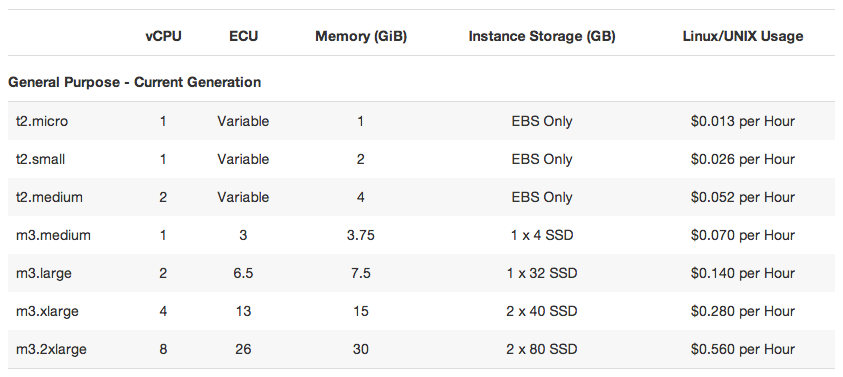 vCPU ECU Memory (GiB) Instance Storage (GB) Linux/UNIX Usage
General Purpose - Current Generation
t2.micro 1 Variable 1 EBS Only $0.013 per Hour
t2.small 1 Variable 2 EBS Only $0.026 per Hour
t2.medium 2 Variable 4 EBS Only $0.052 per Hour
m3.medium 1 3 3.75 1 x 4 SSD $0.070 per Hour
m3.large 2 6.5 7.5 1 x 32 SSD $0.140 per Hour
m3.xlarge 4 13 15 2 x 40 SSD $0.280 per Hour
m3.2xlarge 8 26 30 2 x 80 SSD $0.560 per Hour